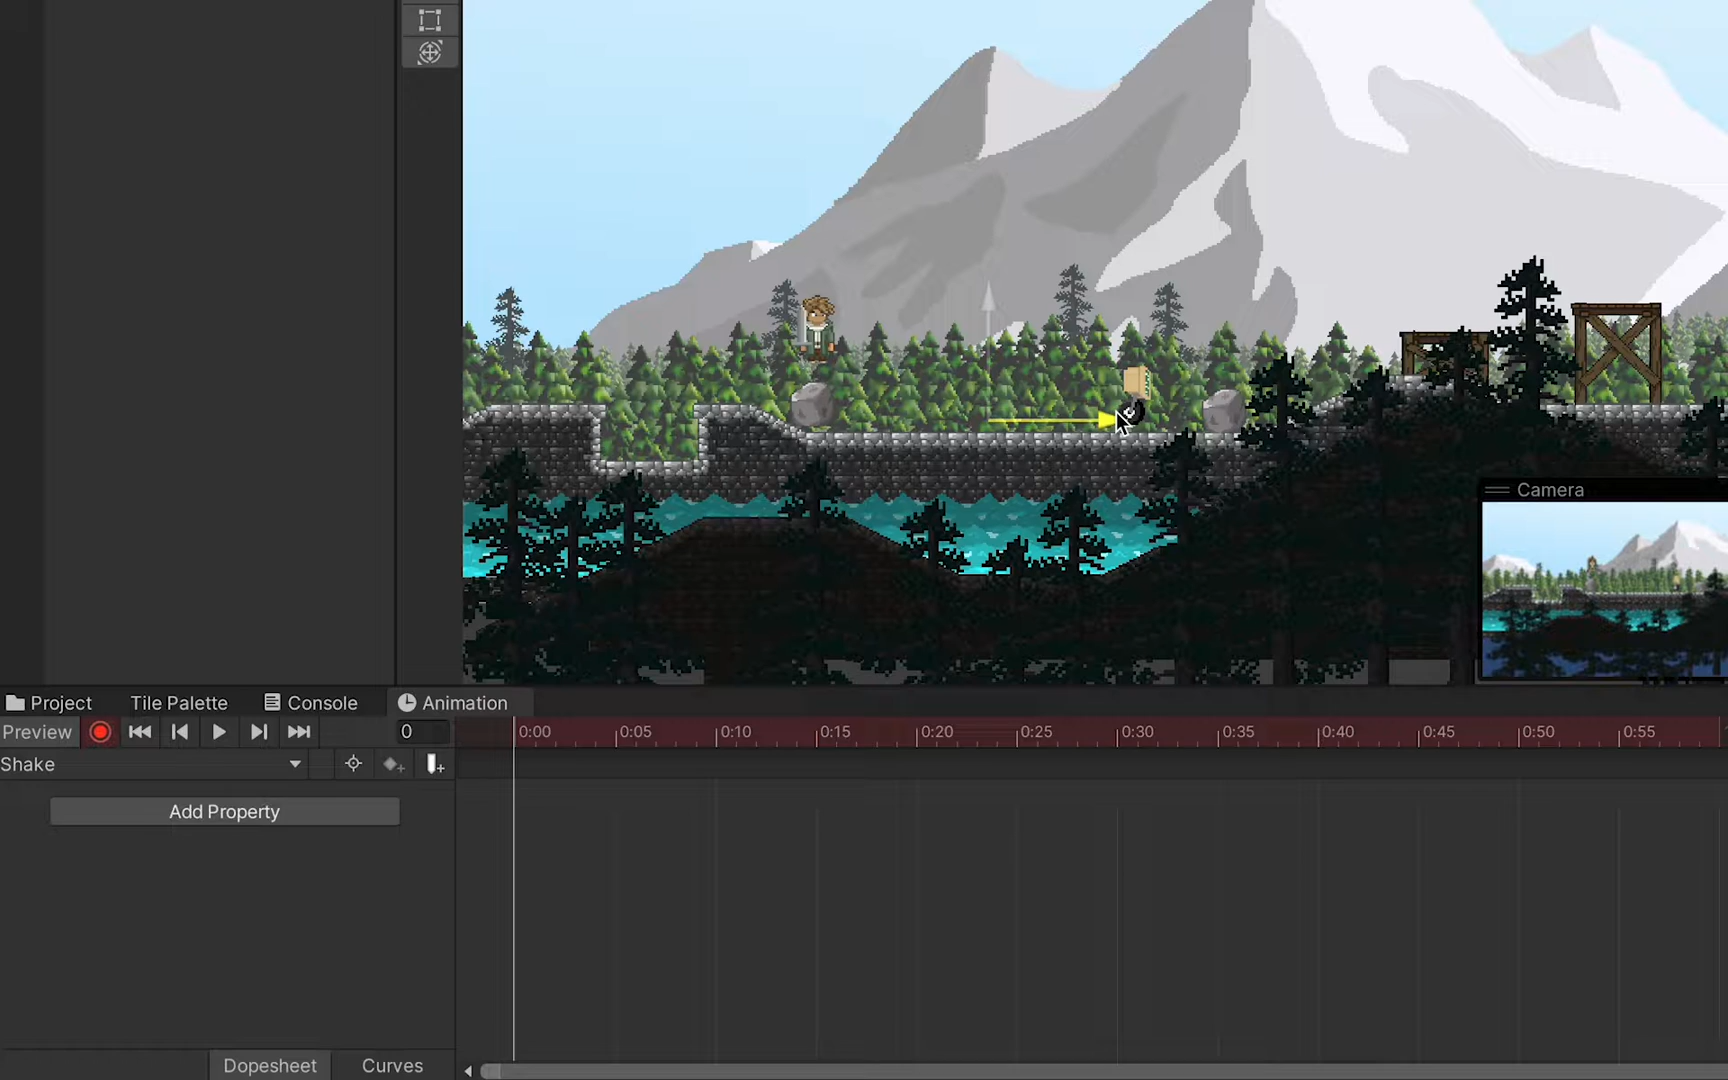 Camera
Project
Tile Palette
Console
Animation
Preview
0
0:00
0:05
0:10
0:15
0:20
0:25
0:30
0:35
0:40
0:45
0:50
0:55
Shake
Add Property
Dopesheet
Curves